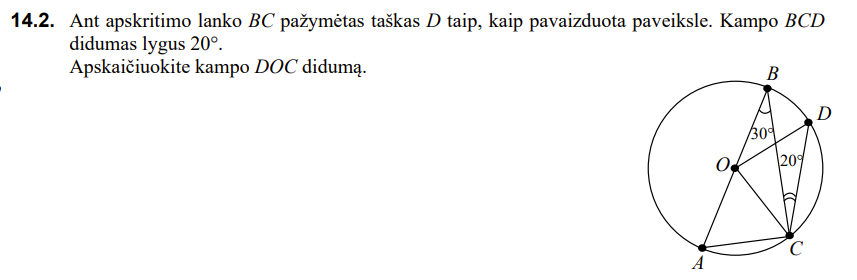 14.2. Ant apskritimo lanko BC pažymėtas taškas D taip, kaip pavaizduota paveiksle. Kampo BCD
didumas lygus 20°.
Apskaičiuokite kampo DOC didumą.
B
D
30°
O
20°
C
A